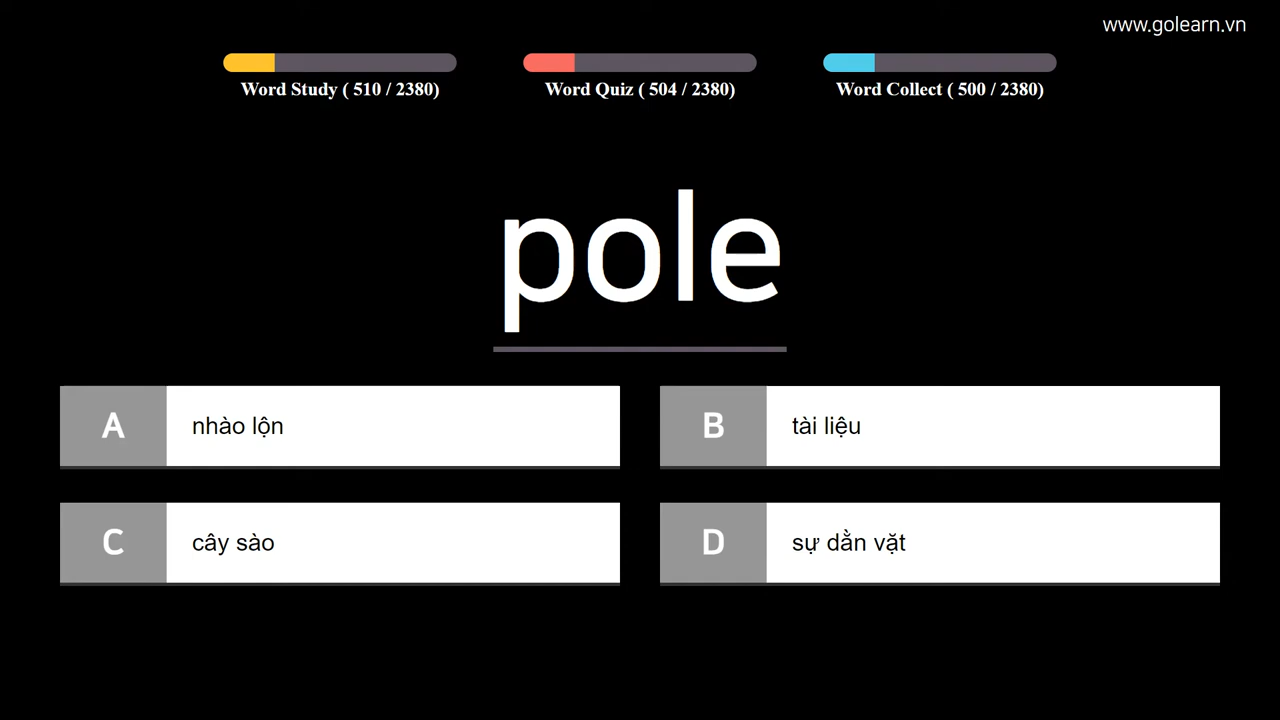 www.golearn.vn
Word Study ( 510 / 2380)
Word Quiz ( 504 / 2380)
Word Collect ( 500 / 2380)
pole
A nhào lộn
B tài liệu
C cây sào
D sự dằn vặt